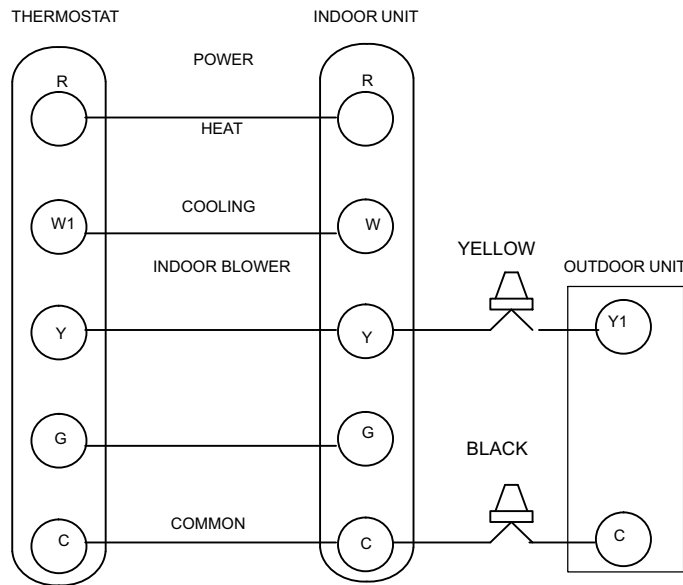 THERMOSTAT
INDOOR UNIT
POWER
R
R
HEAT
COOLING
W1
W
INDOOR BLOWER
YELLOW
OUTDOOR UNIT
Y
Y
Y1
G
G
BLACK
COMMON
C
C
C